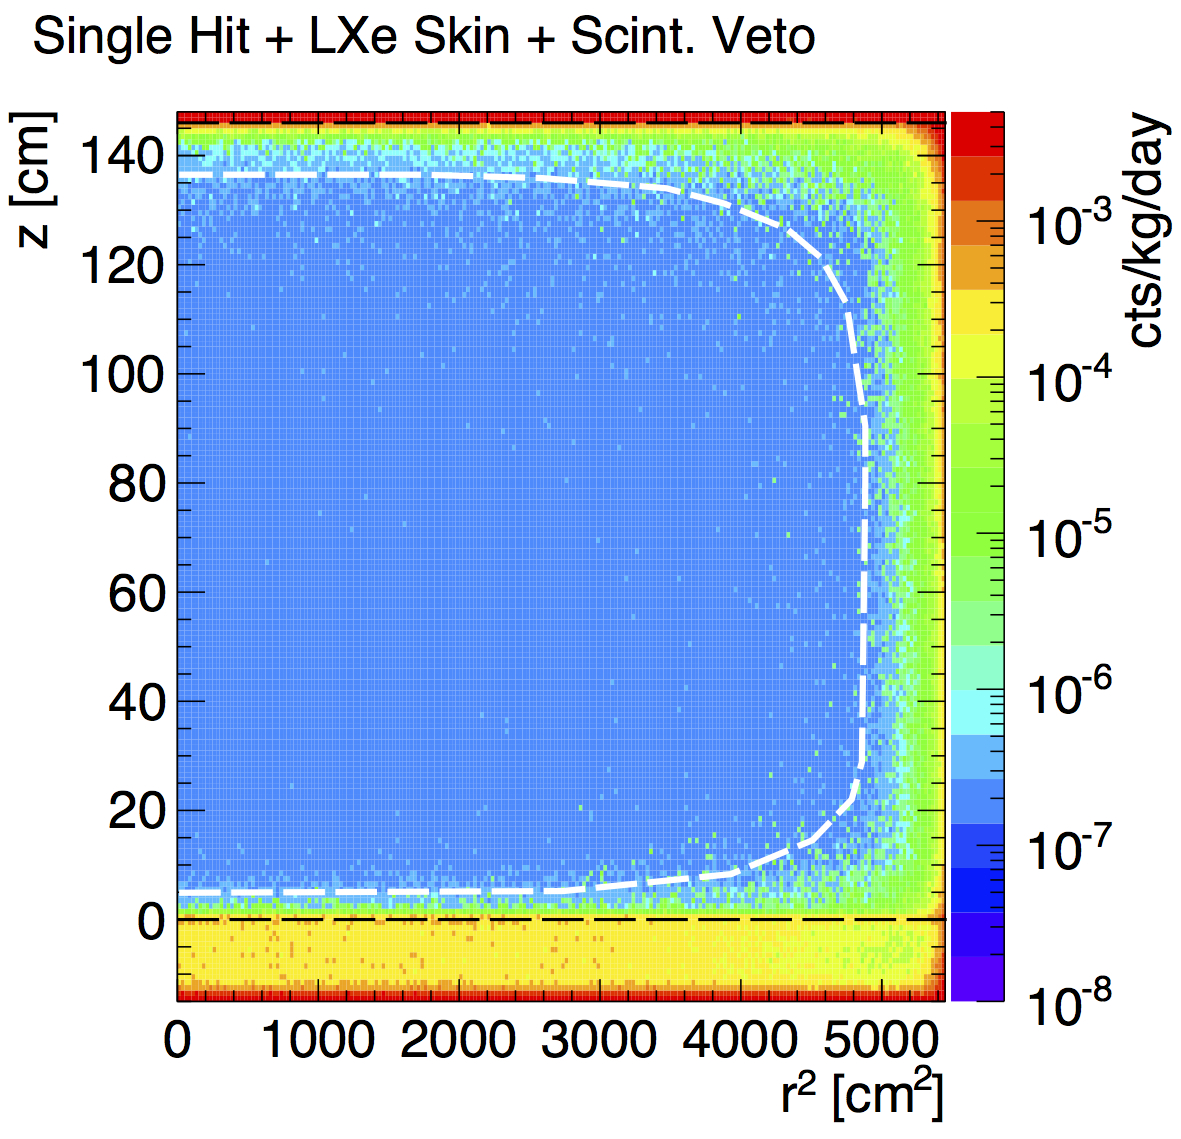 Single Hit + LXe Skin + Scint. Veto
z [cm]
140
120
100
80
60
40
20
0
0 1000 2000 3000 4000 5000
r² [cm²]
10⁻³
10⁻⁴
10⁻⁵
10⁻⁶
10⁻⁷
10⁻⁸
cts/kg/day